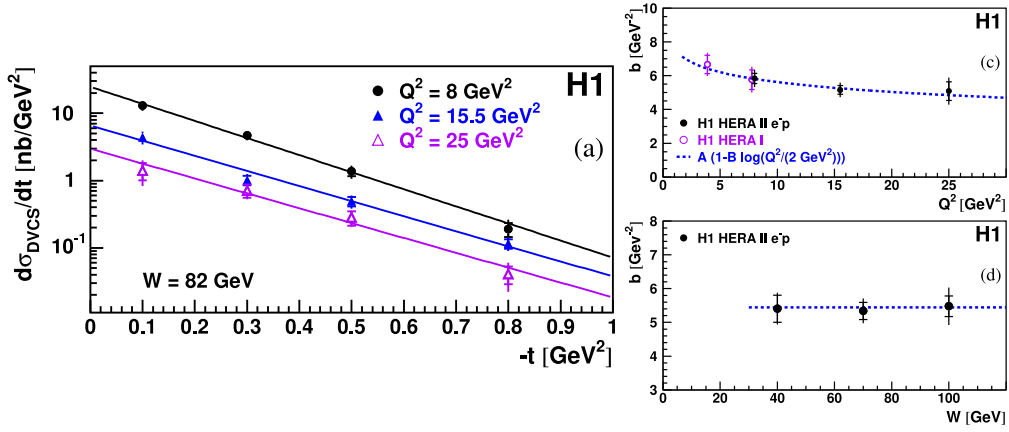 H1
Q² = 8 GeV²
Q² = 15.5 GeV²
Q² = 25 GeV²
(a)
W = 82 GeV
dσDVCS/dt [nb/GeV²]
10
1
10⁻¹
0 0.1 0.2 0.3 0.4 0.5 0.6 0.7 0.8 0.9 1
-t [GeV²]
H1
(c)
b [GeV⁻²]
10
8
6
4
2
0
H1 HERA II e⁻p
H1 HERA I
A (1-B log(Q²/(2 GeV²)))
0 5 10 15 20 25
Q² [GeV²]
H1
H1 HERA II e⁻p
(d)
b [Gev⁻²]
8
7
6
5
4
3
20 40 60 80 100
W [GeV]